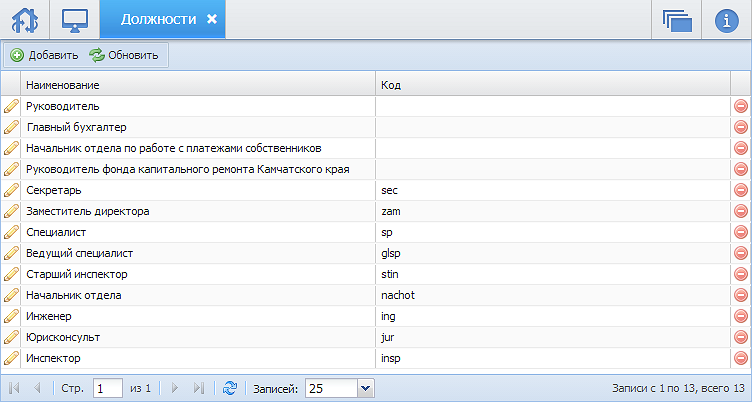 Должности
Добавить Обновить
Наименование Код
Руководитель
Главный бухгалтер
Начальник отдела по работе с платежами собственников
Руководитель фонда капитального ремонта Камчатского края
Секретарь sec
Заместитель директора zam
Специалист sp
Ведущий специалист glsp
Старший инспектор stin
Начальник отдела nachot
Инженер ing
Юрисконсульт jur
Инспектор insp
Стр. 1 из 1 Записей: 25 Записи с 1 по 13, всего 13